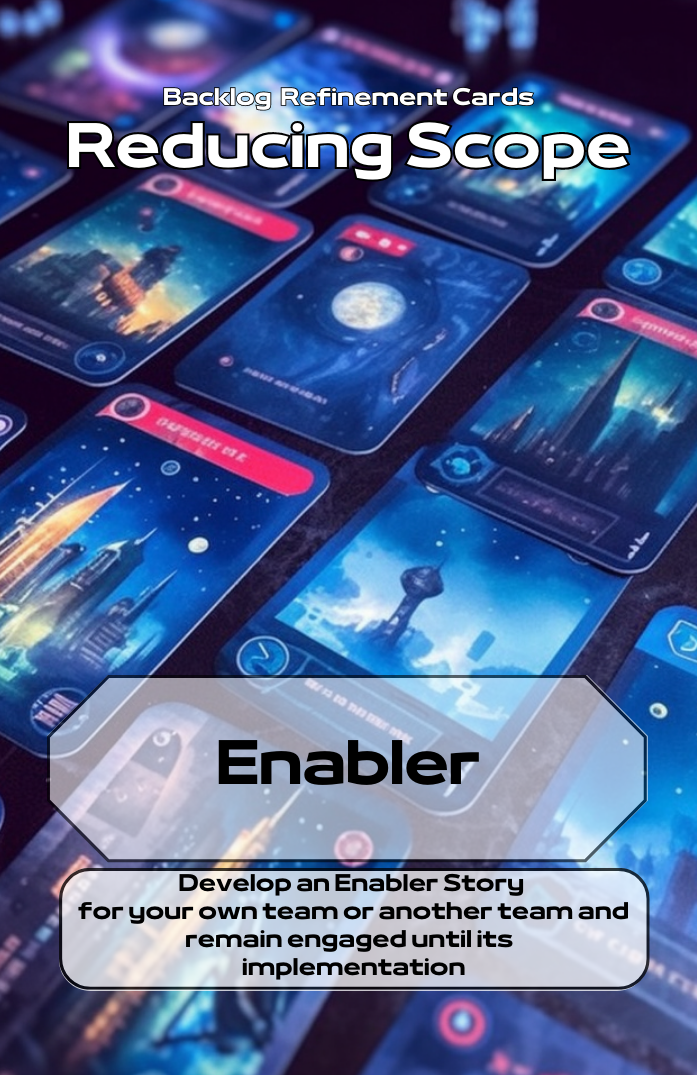 Backlog Refinement Cards
Reducing Scope
Enabler
Develop an Enabler Story
for your own team or another team and
remain engaged until its
implementation